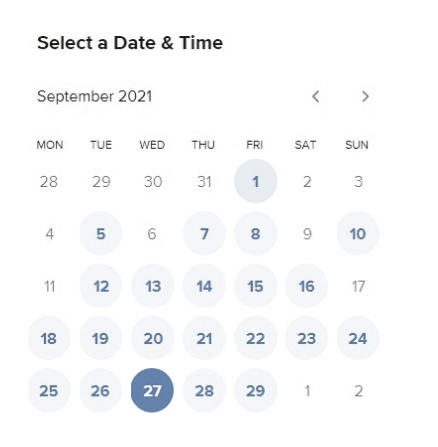 Select a Date & Time
September 2021
MON TUE WED THU FRI SAT SUN
28 29 30 31 1 2 3
4 5 6 7 8 9 10
11 12 13 14 15 16 17
18 19 20 21 22 23 24
25 26 27 28 29 1 2